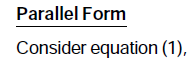 Parallel Form
Consider equation (1),